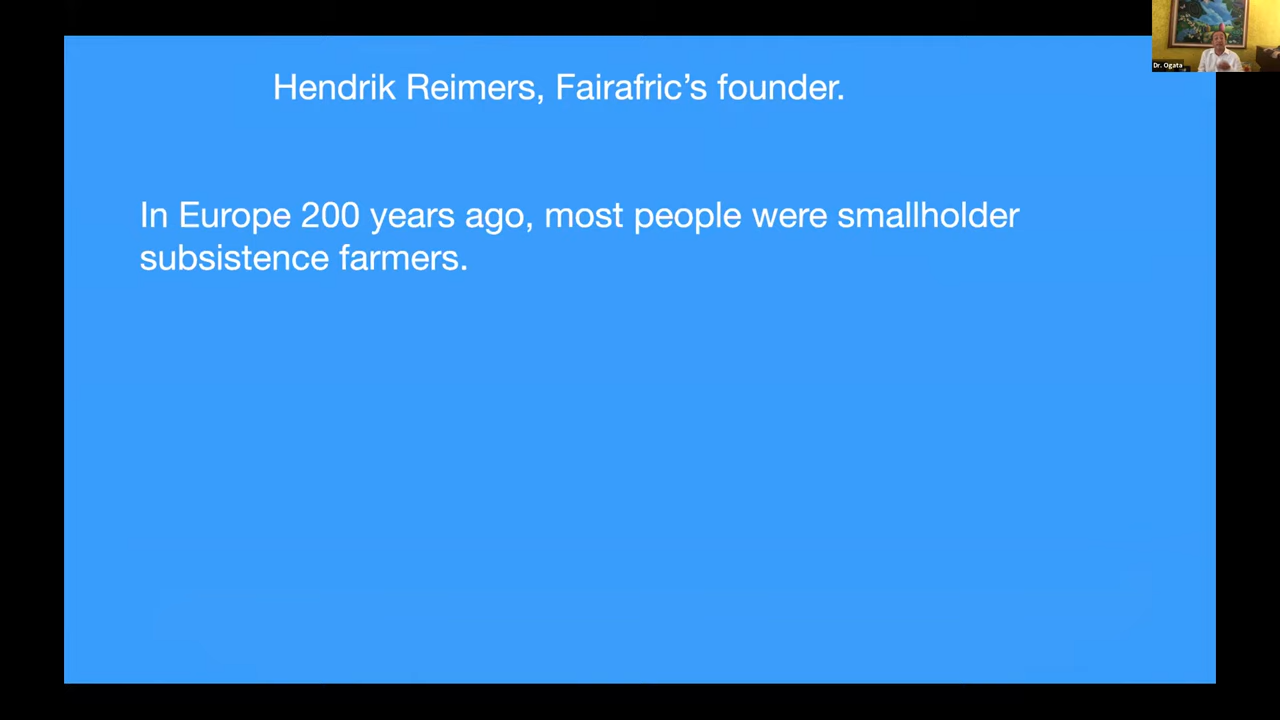 Hendrik Reimers, Fairafric’s founder.
Dr. Ogata
In Europe 200 years ago, most people were smallholder
subsistence farmers.